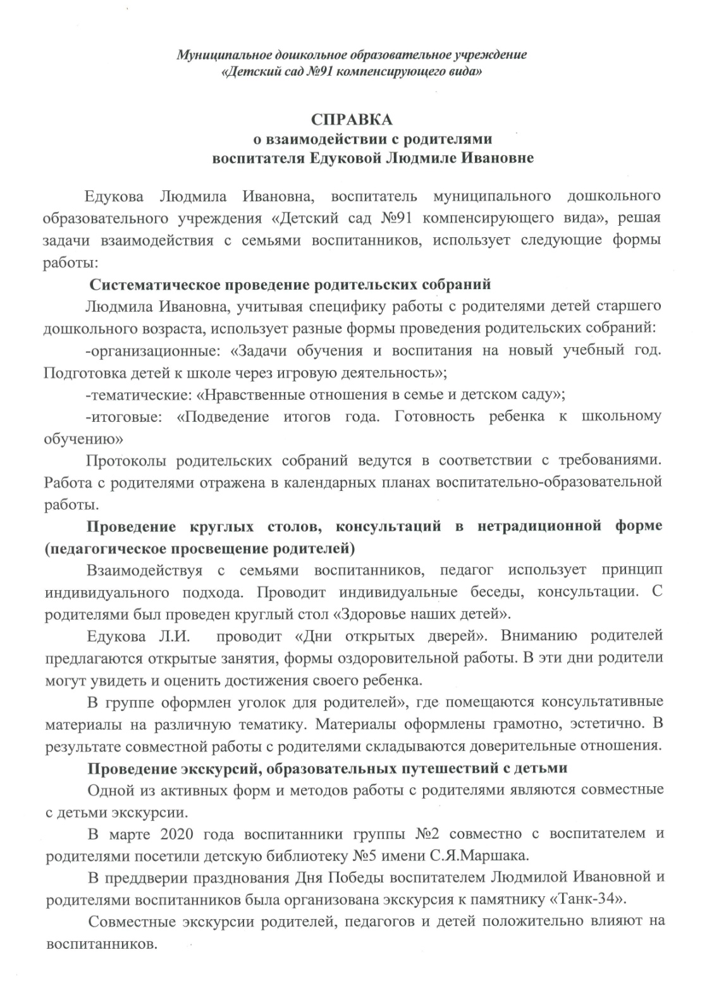 Муниципальное дошкольное образовательное учреждение
«Детский сад №91 компенсирующего вида»
СПРАВКА
о взаимодействии с родителями
воспитателя Едуковой Людмиле Ивановне
Едукова Людмила Ивановна, воспитатель муниципального дошкольного
образовательного учреждения «Детский сад №91 компенсирующего вида», решая
задачи взаимодействия с семьями воспитанников, использует следующие формы
работы:
Систематическое проведение родительских собраний
Людмила Ивановна, учитывая специфику работы с родителями детей старшего
дошкольного возраста, использует разные формы проведения родительских собраний:
-организационные: «Задачи обучения и воспитания на новый учебный год.
Подготовка детей к школе через игровую деятельность»;
-тематические: «Нравственные отношения в семье и детском саду»;
-итоговые: «Подведение итогов года. Готовность ребенка к школьному
обучению»
Протоколы родительских собраний ведутся в соответствии с требованиями.
Работа с родителями отражена в календарных планах воспитательно-образовательной
работы.
Проведение круглых столов, консультаций в нетрадиционной форме
(педагогическое просвещение родителей)
Взаимодействуя с семьями воспитанников, педагог использует принцип
индивидуального подхода. Проводит индивидуальные беседы, консультации. С
родителями был проведен круглый стол «Здоровье наших детей».
Едукова Л.И. проводит «Дни открытых дверей». Вниманию родителей
предлагаются открытые занятия, формы оздоровительной работы. В эти дни родители
могут увидеть и оценить достижения своего ребенка.
В группе оформлен уголок для родителей», где помещаются консультативные
материалы на различную тематику. Материалы оформлены грамотно, эстетично. В
результате совместной работы с родителями складываются доверительные отношения.
Проведение экскурсий, образовательных путешествий с детьми
Одной из активных форм и методов работы с родителями являются совместные
с детьми экскурсии.
В марте 2020 года воспитанники группы №2 совместно с воспитателем и
родителями посетили детскую библиотеку №5 имени С.Я.Маршака.
В преддверии празднования Дня Победы воспитателем Людмилой Ивановной и
родителями воспитанников была организована экскурсия к памятнику «Танк-34».
Совместные экскурсии родителей, педагогов и детей положительно влияют на
воспитанников.